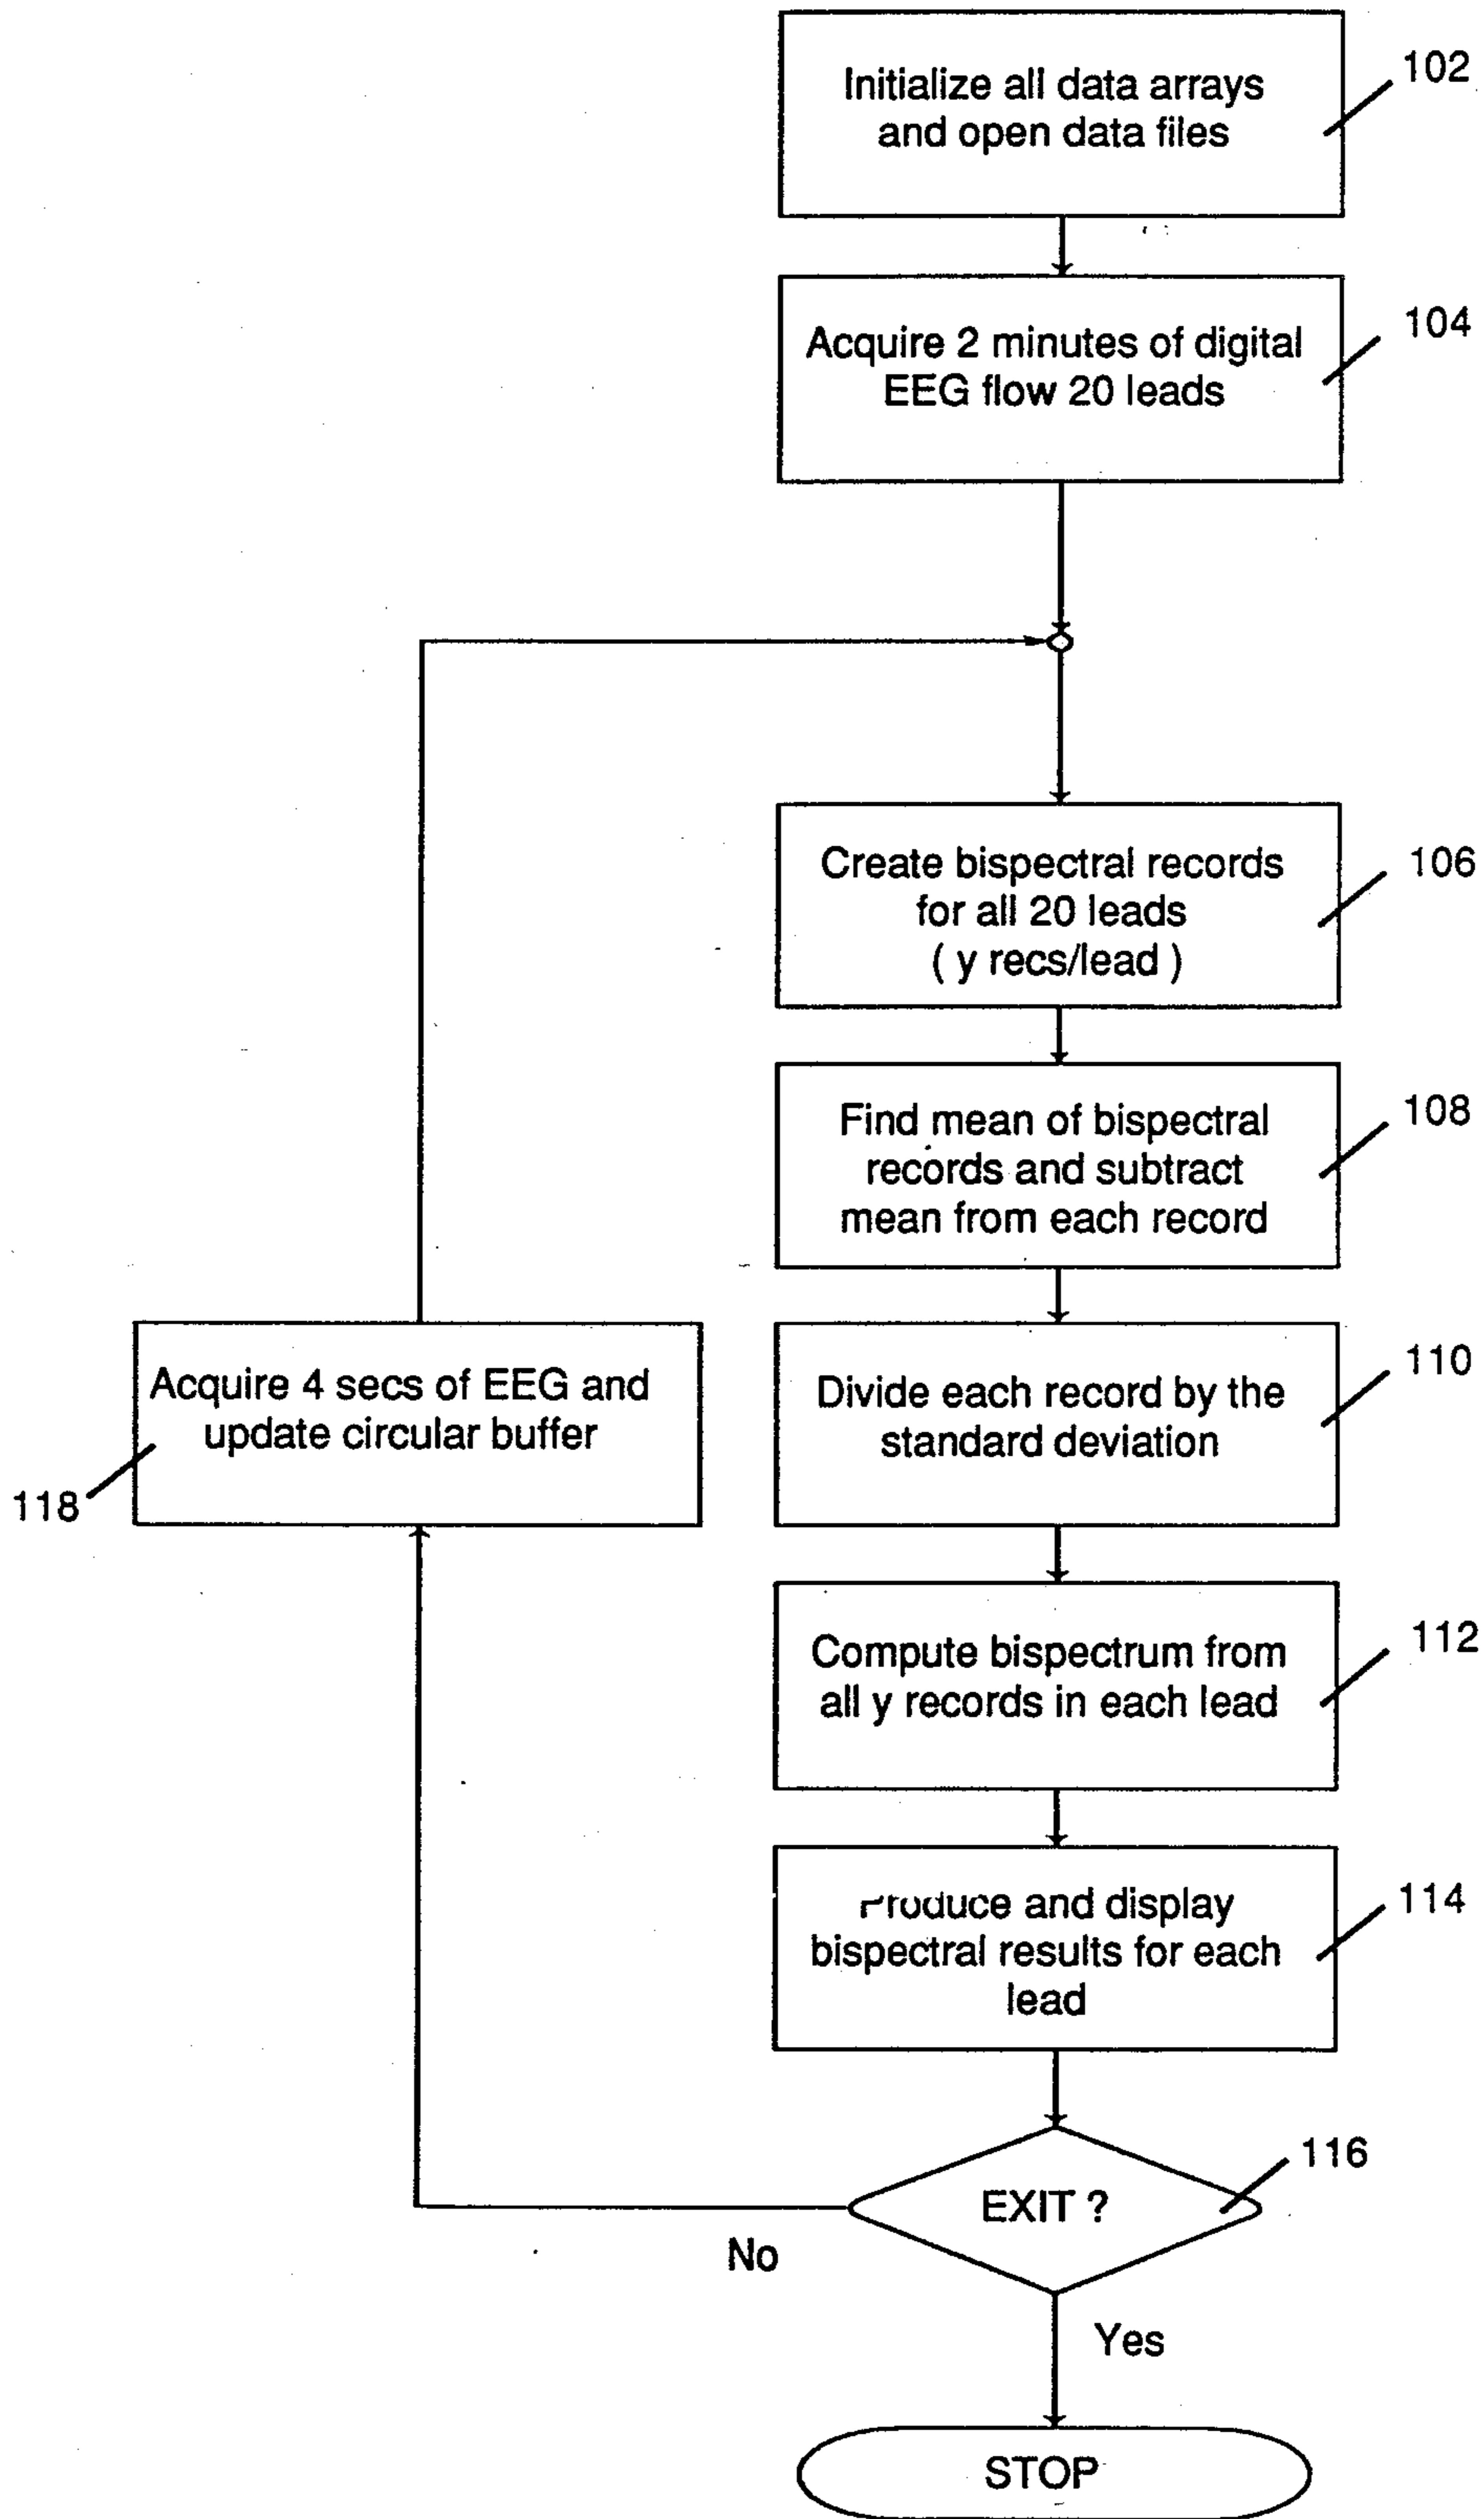 Initialize all data arrays
and open data files
102
Acquire 2 minutes of digital
EEG flow 20 leads
104
Create bispectral records
for all 20 leads
( y recs/lead )
106
Find mean of bispectral
records and subtract
mean from each record
108
Acquire 4 secs of EEG and
update circular buffer
118
Divide each record by the
standard deviation
110
Compute bispectrum from
all y records in each lead
112
Produce and display
bispectral results for each
lead
114
EXIT ?
116
No
Yes
STOP